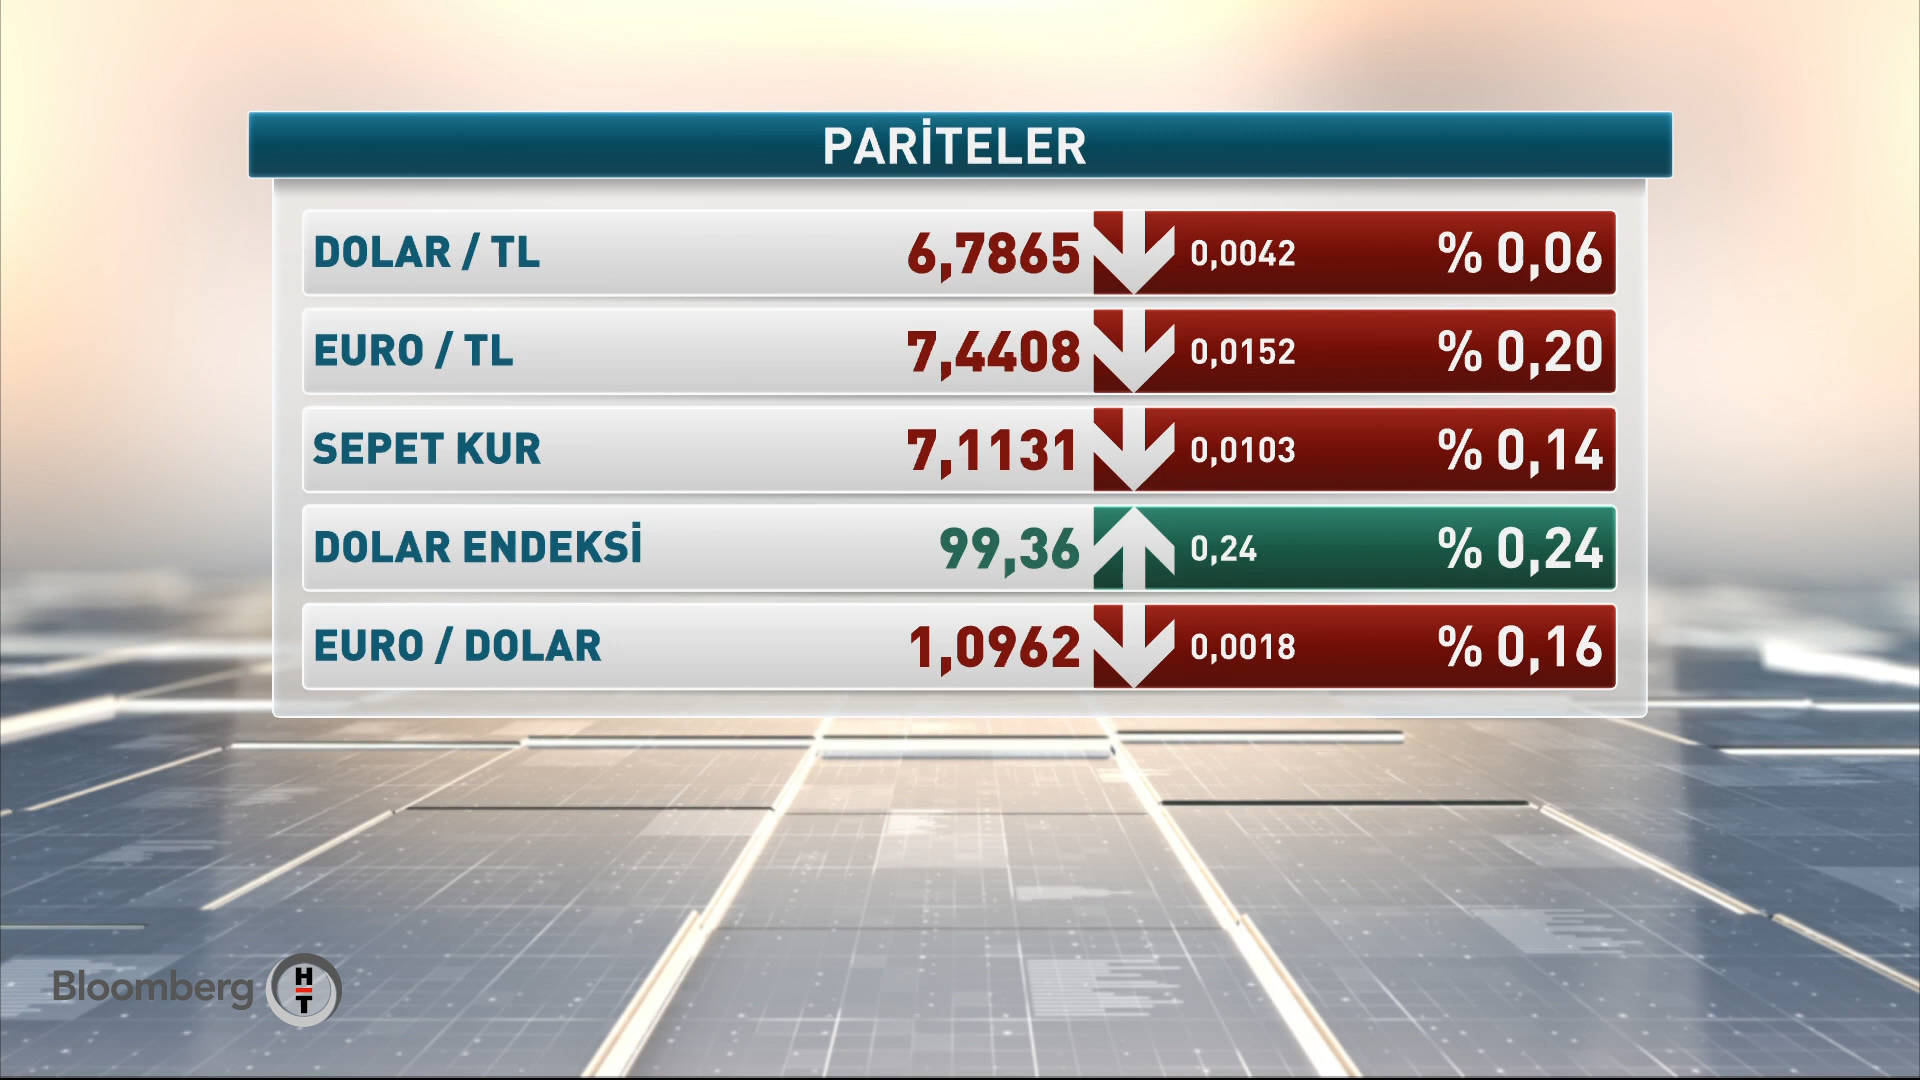 PARİTELER
DOLAR / TL 6,7865 0,0042 % 0,06
EURO / TL 7,4408 0,0152 % 0,20
SEPET KUR 7,1131 0,0103 % 0,14
DOLAR ENDEKSİ 99,36 0,24 % 0,24
EURO / DOLAR 1,0962 0,0018 % 0,16
Bloomberg HT